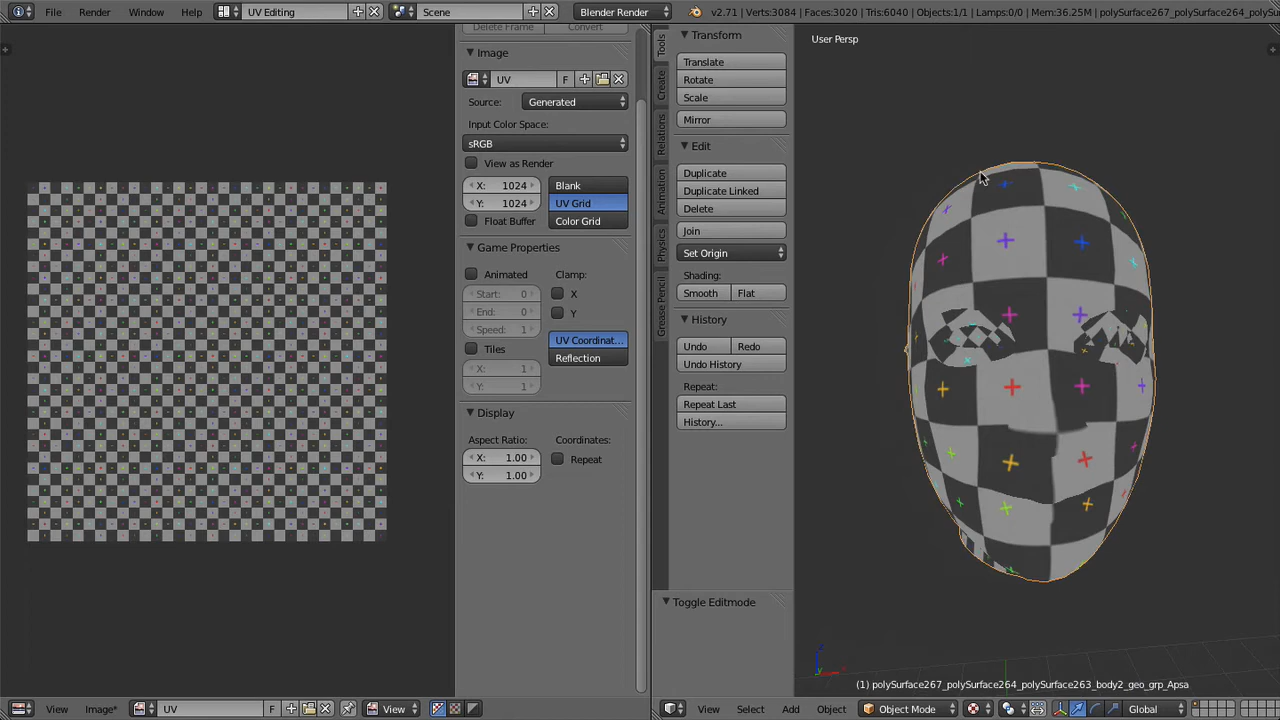 File Render Window Help UV Editing Scene Blender Render v2.71 | Verts:3084 | Faces:3020 | Tris:6040 | Objects:1/1 | Lamps:0/0 | Mem:36.25M | polySurface267_polySurface264_polySu
Delete Frame Convert
Image
UV F
Source: Generated
Input Color Space:
sRGB
View as Render
X: 1024 Blank
Y: 1024 UV Grid
Float Buffer Color Grid
Game Properties
Animated Clamp:
Start: 0 X
End: 0 Y
Speed: 1 UV Coordinat...
Tiles Reflection
X: 1
Y: 1
Display
Aspect Ratio: Coordinates:
X: 1.00 Repeat
Y: 1.00
Tools
Create
Relations
Animation
Physics
Grease Pencil
Transform
Translate
Rotate
Scale
Mirror
Edit
Duplicate
Duplicate Linked
Delete
Join
Set Origin
Shading:
Smooth Flat
History
Undo Redo
Undo History
Repeat:
Repeat Last
History...
Toggle Editmode
User Persp
(1) polySurface267_polySurface264_polySurface263_body2_geo_grp_Apsa
View Image* UV F View
View Select Add Object Object Mode Global